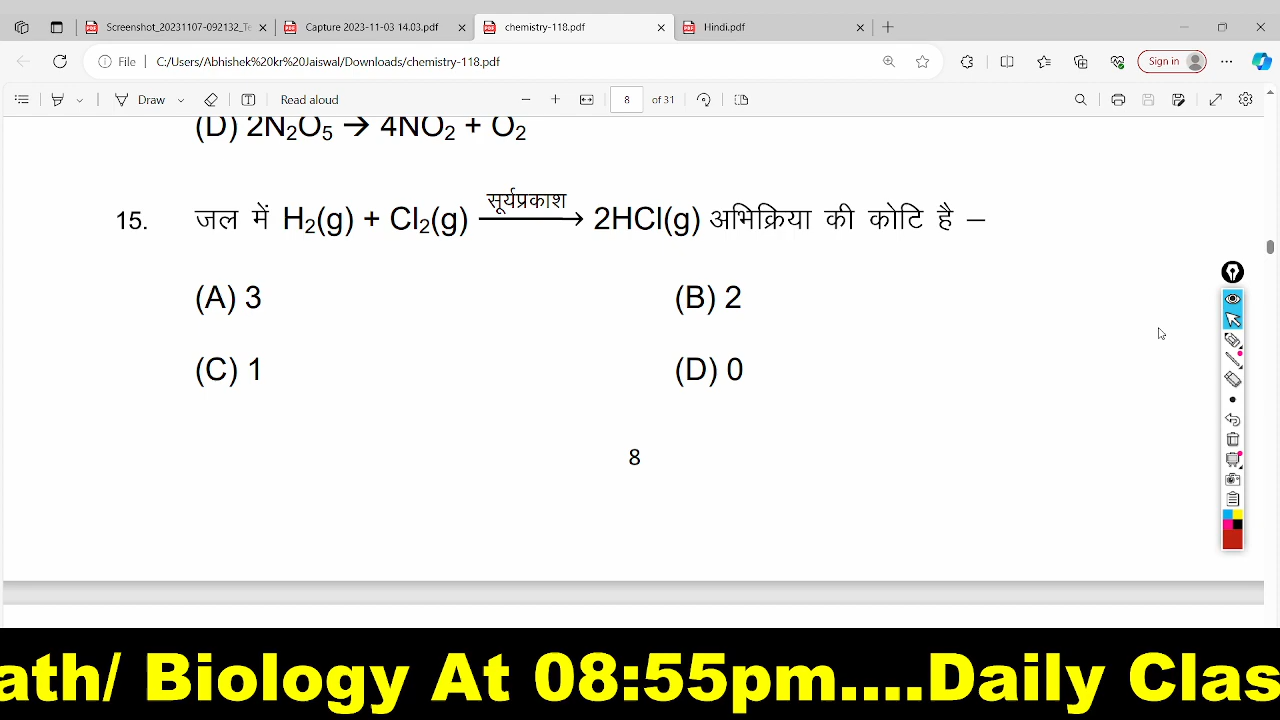 Screenshot_20231107-092132_Te
Capture 2023-11-03 14.03.pdf
chemistry-118.pdf
Hindi.pdf
File
C:/Users/Abhishek%20kr%20Jaiswal/Downloads/chemistry-118.pdf
Sign in
Draw
Read aloud
8
of 31
(D) 2N₂O₅ → 4NO₂ + O₂
सूर्यप्रकाश
15. जल में H₂(g) + Cl₂(g) ⟶ 2HCl(g) अभिक्रिया की कोटि है –
(A) 3 (B) 2
(C) 1 (D) 0
8
ath/ Biology At 08:55pm....Daily Clas